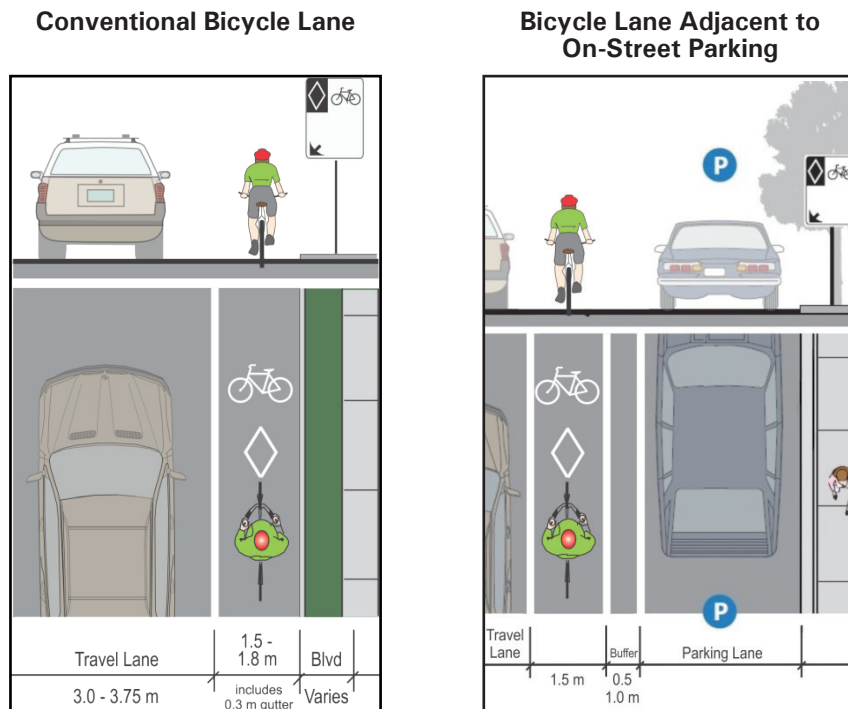 Conventional Bicycle Lane
Travel Lane
1.5 -
1.8 m
Blvd
3.0 - 3.75 m
includes
0.3 m gutter
Varies
Bicycle Lane Adjacent to
On-Street Parking
P
P
Travel
Lane
Buffer
Parking Lane
1.5 m
0.5
1.0 m